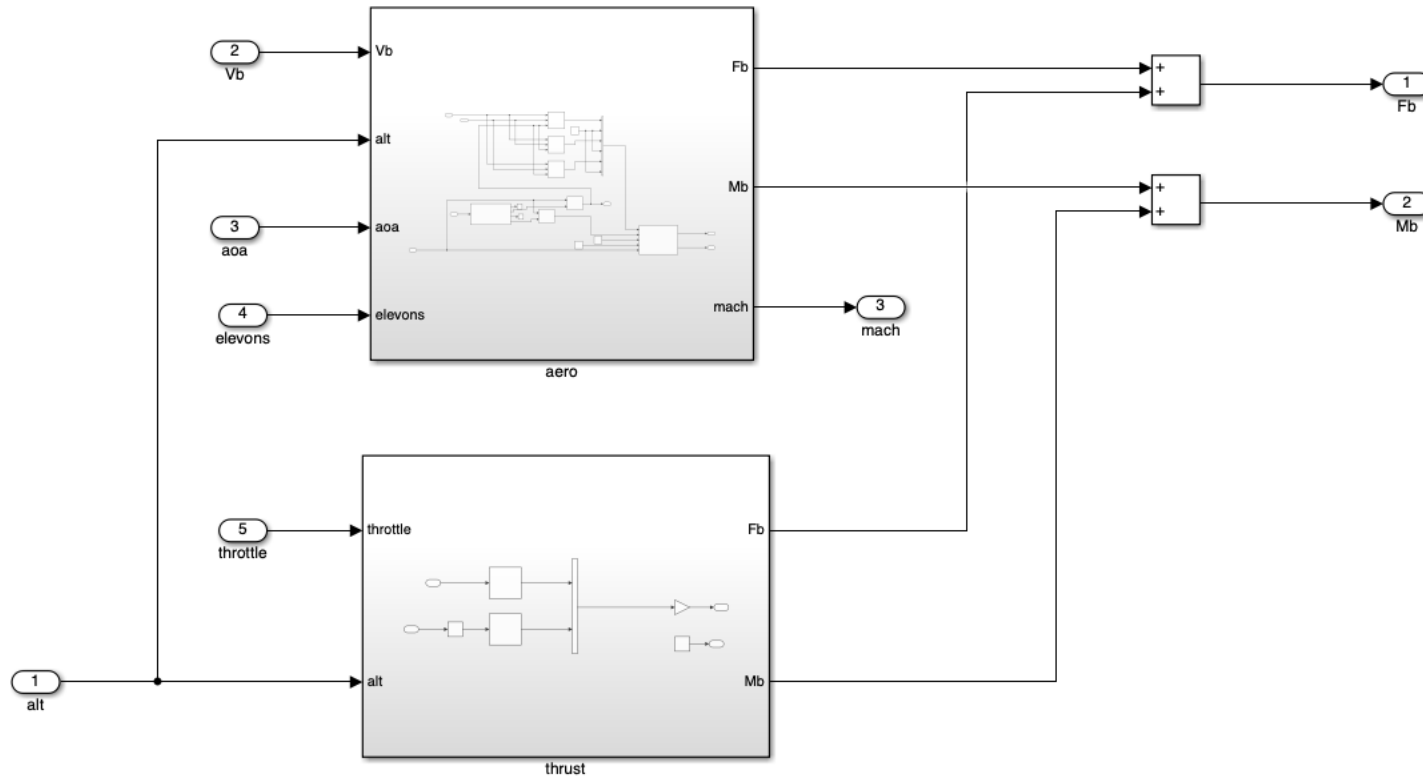 2
Vb
Vb
Fb
+
+
1
Fb
alt
Mb
+
+
2
Mb
3
aoa
aoa
4
elevons
elevons
mach
3
mach
aero
5
throttle
throttle
Fb
1
alt
alt
Mb
thrust